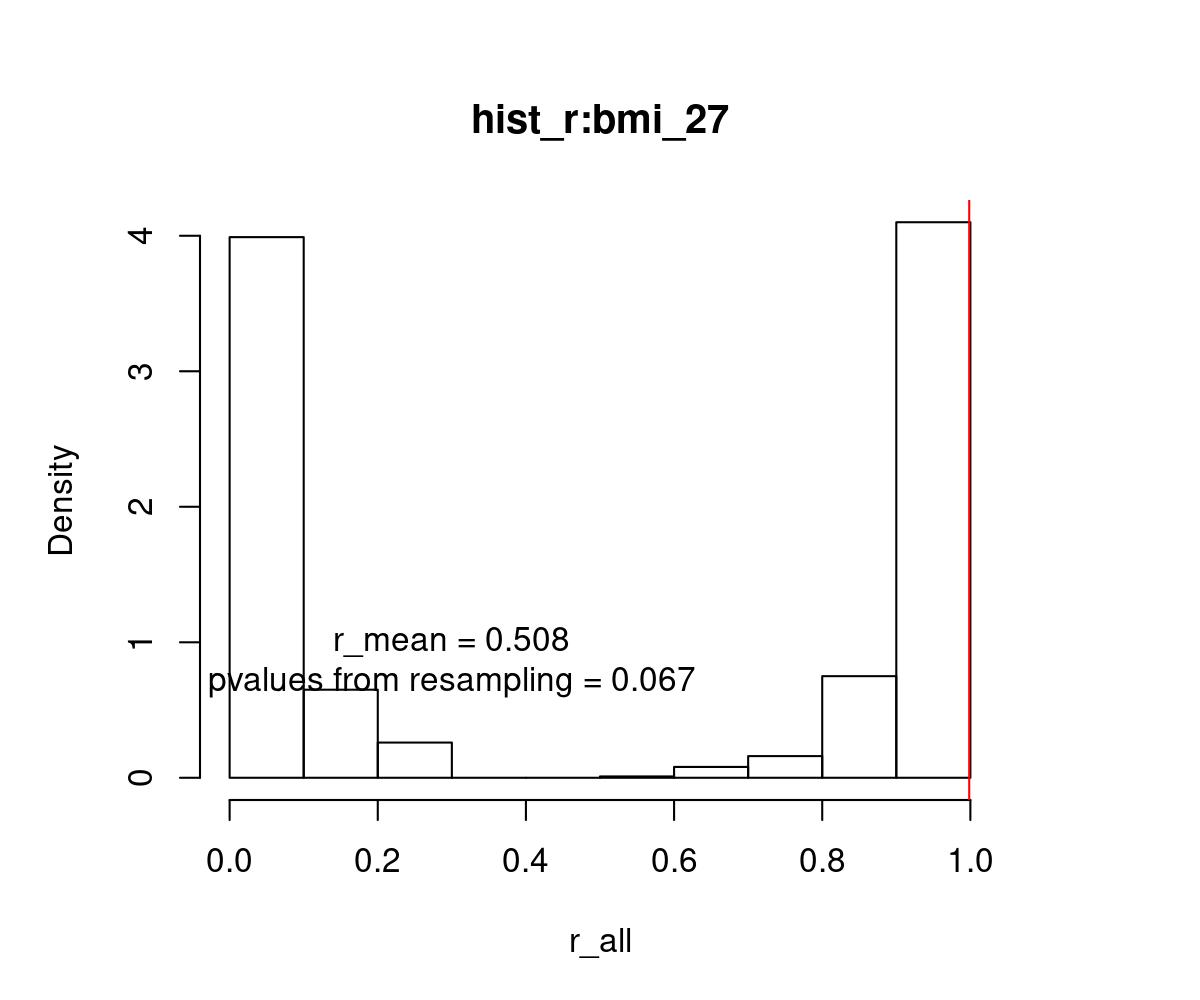 hist_r:bmi_27
4
3
2
1
0
Density
r_mean = 0.508
pvalues from resampling = 0.067
0.0 0.2 0.4 0.6 0.8 1.0
r_all